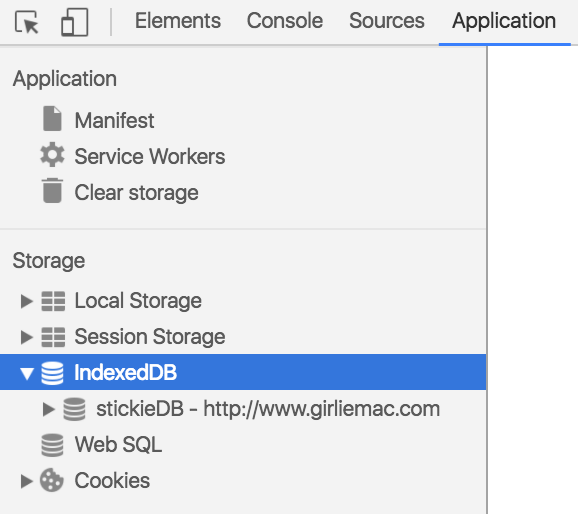 Elements Console Sources Application
Application
Manifest
Service Workers
Clear storage
Storage
Local Storage
Session Storage
IndexedDB
stickieDB - http://www.girliemac.com
Web SQL
Cookies